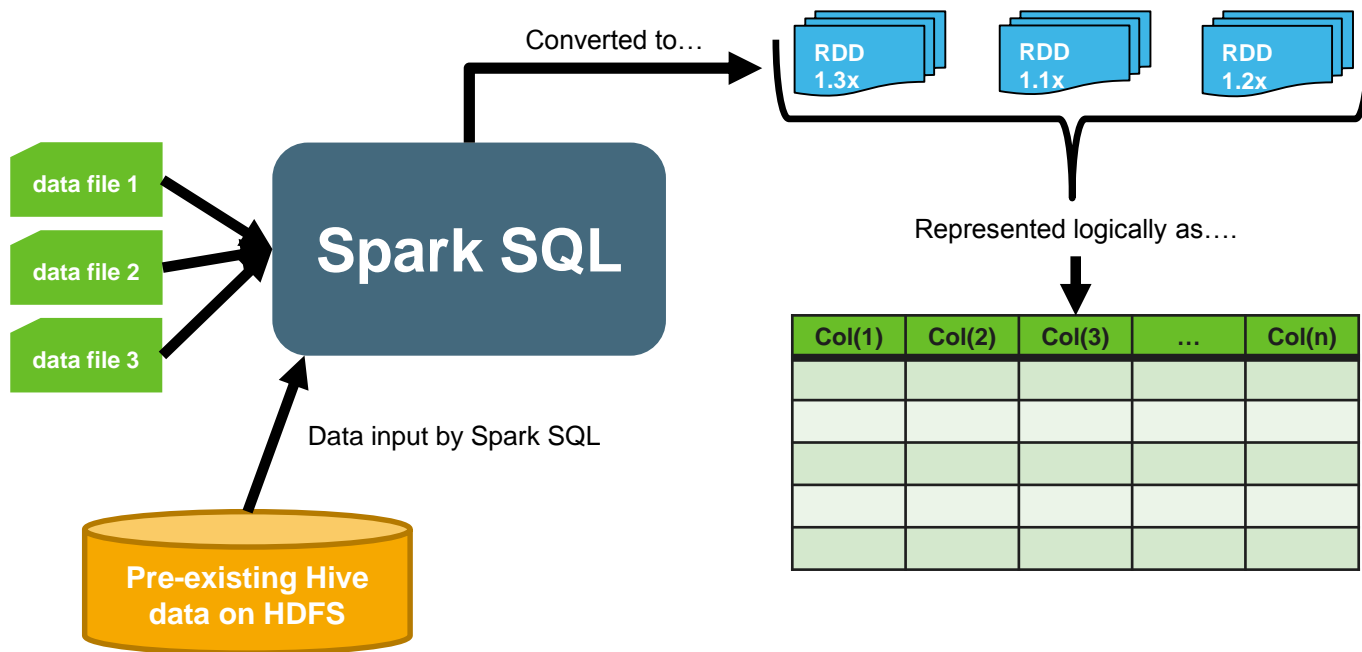 Converted to…
RDD
1.3x
RDD
1.1x
RDD
1.2x
data file 1
data file 2
data file 3
Spark SQL
Represented logically as….
Col(1) Col(2) Col(3) … Col(n)
Data input by Spark SQL
Pre-existing Hive
data on HDFS